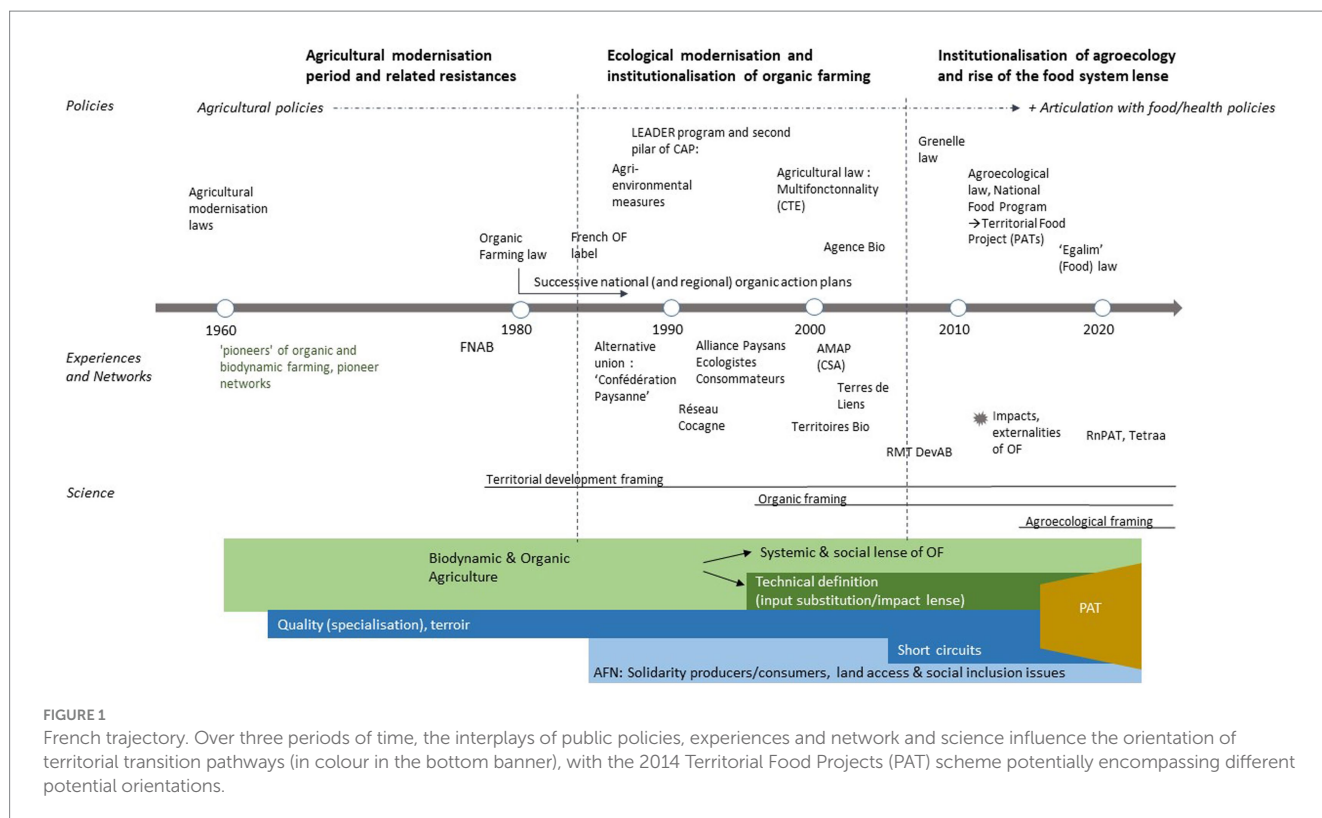 Agricultural modernisation
period and related resistances
Ecological modernisation and
institutionalisation of organic farming
Institutionalisation of agroecology
and rise of the food system lense
Policies
Agricultural policies
+ Articulation with food/health policies
LEADER program and second
pillar of CAP:
Agri-
environmental
measures
Agricultural law :
Multifonctonnality
(CTE)
Grenelle
law
Agroecological
law, National
Food Program
→Territorial Food
Project (PATs)
Agricultural
modernisation
laws
Organic
Farming law
French OF
label
Agence Bio
'Egalim'
(Food) law
Successive national (and regional) organic action plans
1960
1980
1990
2000
2010
2020
Experiences
and Networks
'pioneers' of organic and
biodynamic farming, pioneer
networks
FNAB
Alternative
union :
'Confédération
Paysanne'
Alliance Paysans
Ecologistes
Consommateurs
AMAP
(CSA)
Terres de
Liens
Réseau
Cocagne
Territoires Bio
RMT DevAB
Impacts,
externalities
of OF
RnPAT, Tetraa
Science
Territorial development framing
Organic framing
Agroecological framing
Biodynamic & Organic
Agriculture
Systemic & social lense of OF
Technical definition
(input substitution/impact lense)
PAT
Quality (specialisation), terroir
Short circuits
AFN: Solidarity producers/consumers, land access & social inclusion issues
FIGURE 1
French trajectory. Over three periods of time, the interplays of public policies, experiences and network and science influence the orientation of
territorial transition pathways (in colour in the bottom banner), with the 2014 Territorial Food Projects (PAT) scheme potentially encompassing different
potential orientations.